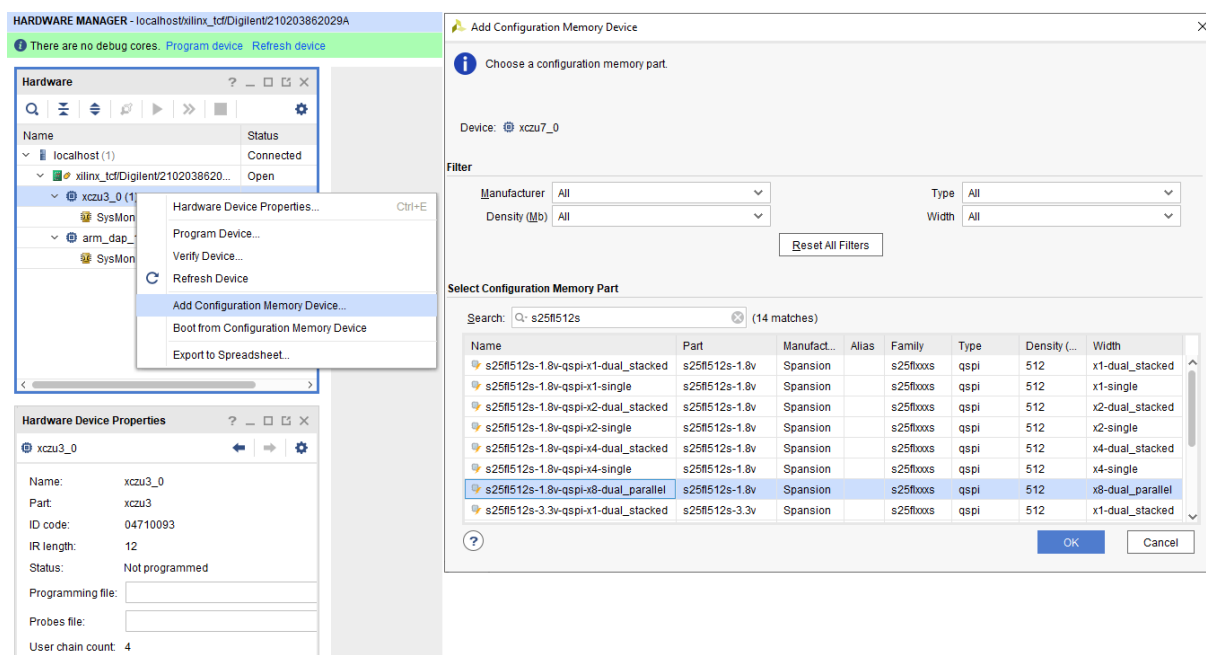 HARDWARE MANAGER - localhost/xilinx_tcf/Digilent/210203862029A
There are no debug cores. Program device Refresh device
Hardware
Name Status
localhost (1) Connected
xilinx_tcf/Digilent/2102038620... Open
xczu3_0 (1)
SysMon
arm_dap_
SysMon
Hardware Device Properties... Ctrl+E
Program Device...
Verify Device...
Refresh Device
Add Configuration Memory Device...
Boot from Configuration Memory Device
Export to Spreadsheet...
Hardware Device Properties
xczu3_0
Name: xczu3_0
Part: xczu3
ID code: 04710093
IR length: 12
Status: Not programmed
Programming file:
Probes file:
User chain count: 4
Add Configuration Memory Device
Choose a configuration memory part.
Device: xczu7_0
Filter
Manufacturer All Type All
Density (Mb) All Width All
Reset All Filters
Select Configuration Memory Part
Search: s25fl512s (14 matches)
Name Part Manufact... Alias Family Type Density (... Width
s25fl512s-1.8v-qspi-x1-dual_stacked s25fl512s-1.8v Spansion s25flxxxs qspi 512 x1-dual_stacked
s25fl512s-1.8v-qspi-x1-single s25fl512s-1.8v Spansion s25flxxxs qspi 512 x1-single
s25fl512s-1.8v-qspi-x2-dual_stacked s25fl512s-1.8v Spansion s25flxxxs qspi 512 x2-dual_stacked
s25fl512s-1.8v-qspi-x2-single s25fl512s-1.8v Spansion s25flxxxs qspi 512 x2-single
s25fl512s-1.8v-qspi-x4-dual_stacked s25fl512s-1.8v Spansion s25flxxxs qspi 512 x4-dual_stacked
s25fl512s-1.8v-qspi-x4-single s25fl512s-1.8v Spansion s25flxxxs qspi 512 x4-single
s25fl512s-1.8v-qspi-x8-dual_parallel s25fl512s-1.8v Spansion s25flxxxs qspi 512 x8-dual_parallel
s25fl512s-3.3v-qspi-x1-dual_stacked s25fl512s-3.3v Spansion s25flxxxs qspi 512 x1-dual_stacked
OK Cancel